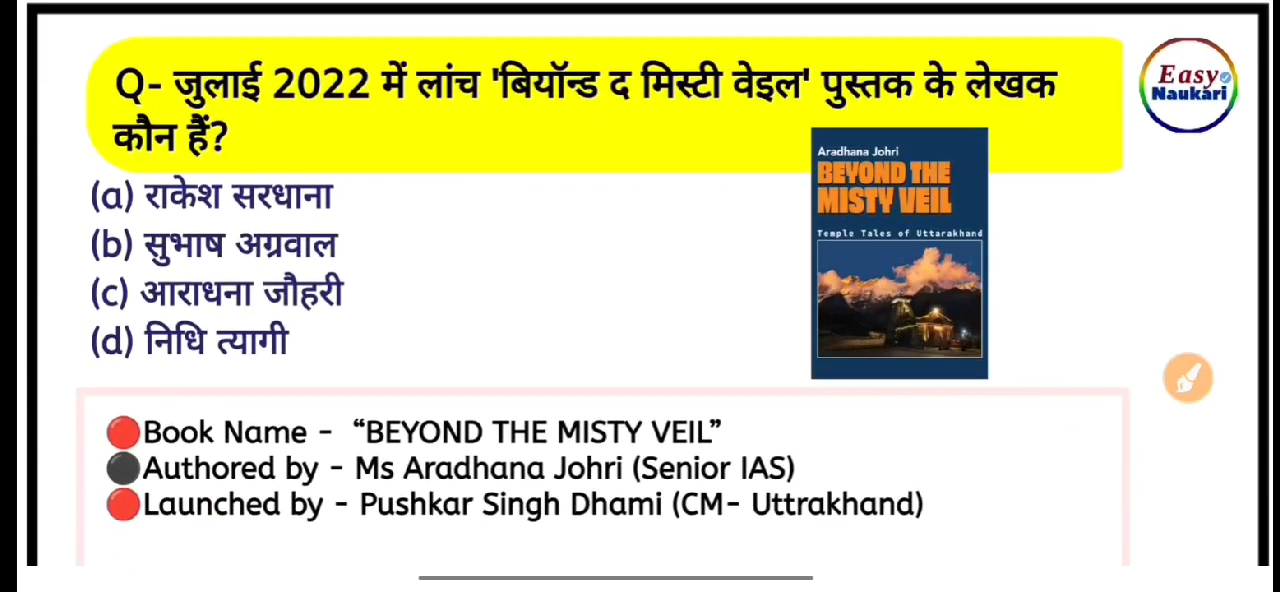 Q- जुलाई 2022 में लांच 'बियॉन्ड द मिस्टी वेइल' पुस्तक के लेखक
कौन हैं?
Easy
Naukari
(a) राकेश सरधाना
(b) सुभाष अग्रवाल
(c) आराधना जौहरी
(d) निधि त्यागी
Aradhana Johri
BEYOND THE
MISTY VEIL
Temple Tales of Uttarakhand
Book Name - “BEYOND THE MISTY VEIL”
Authored by - Ms Aradhana Johri (Senior IAS)
Launched by - Pushkar Singh Dhami (CM- Uttrakhand)